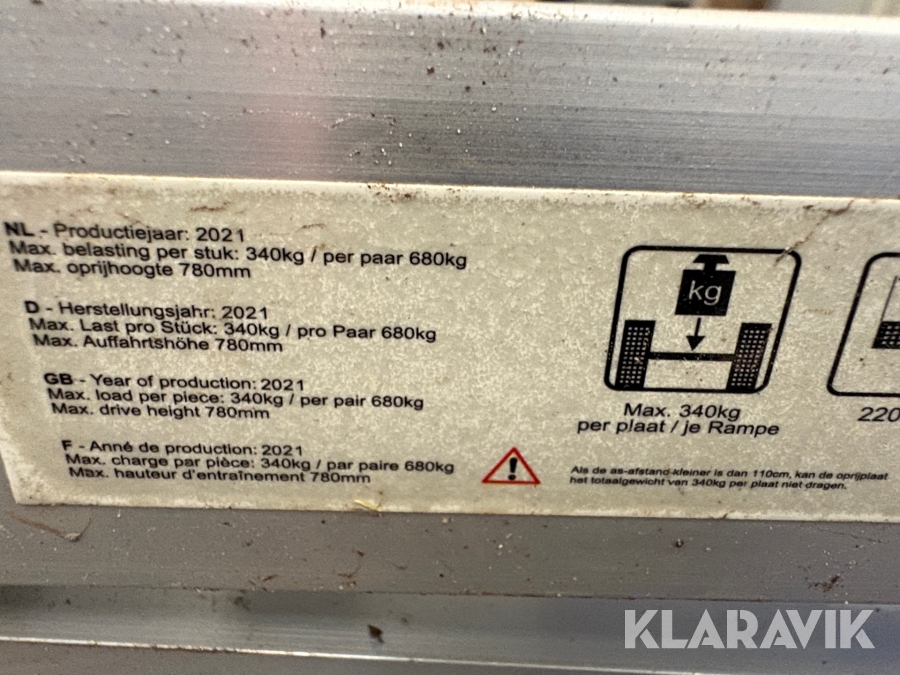 NL - Productiejaar: 2021
Max. belasting per stuk: 340kg / per paar 680kg
Max. oprijhoogte 780mm
D - Herstellungsjahr: 2021
Max. Last pro Stück: 340kg / pro Paar 680kg
Max. Auffahrtshöhe 780mm
GB - Year of production: 2021
Max. load per piece: 340kg / per pair 680kg
Max. drive height 780mm
F - Anné de production: 2021
Max. charge par pièce: 340kg / par paire 680kg
Max. hauteur d'entraînement 780mm
kg
Max. 340kg
per plaat / je Rampe
220
Als de as-afstand kleiner is dan 110cm, kan de oprijplaat
het totaalgewicht van 340kg per plaat niet dragen.
KLARAVIK